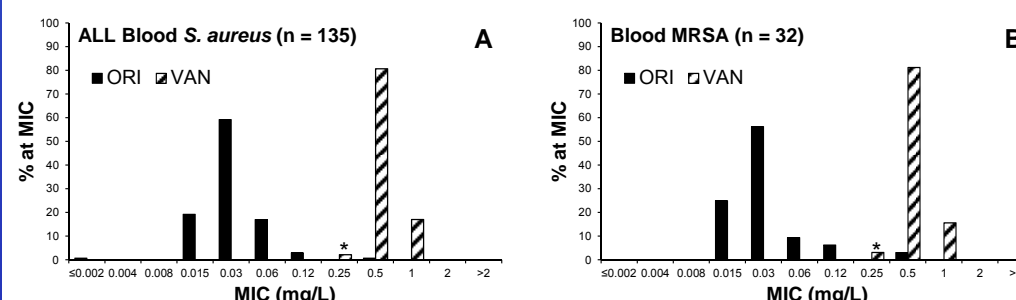 ALL Blood S. aureus (n = 135)
A
ORI VAN
% at MIC
100
90
80
70
60
50
40
30
20
10
0
*
≤0.002 0.004 0.008 0.015 0.03 0.06 0.12 0.25 0.5 1 2 >2
MIC (mg/L)
Blood MRSA (n = 32)
B
ORI VAN
% at MIC
100
90
80
70
60
50
40
30
20
10
0
*
≤0.002 0.004 0.008 0.015 0.03 0.06 0.12 0.25 0.5 1 2
MIC (mg/L)